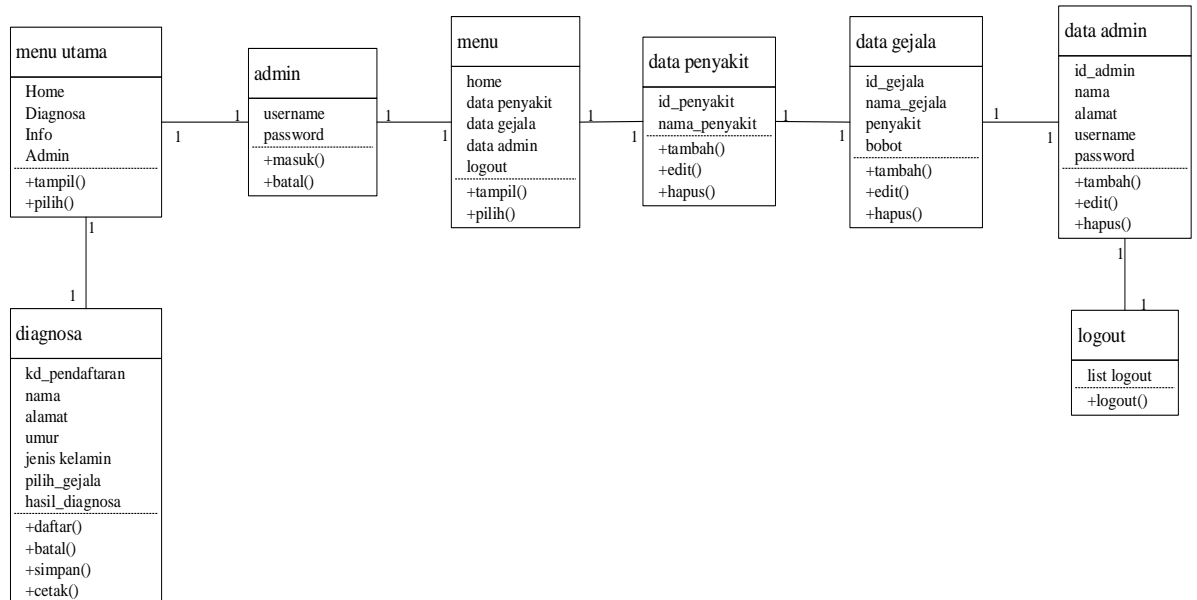 menu utama
Home
Diagnosa
Info
Admin
+tampil()
+pilih()
1
1
1
1
admin
username
password
+masuk()
+batal()
1
1
menu
home
data penyakit
data gejala
data admin
logout
+tampil()
+pilih()
1
1
data penyakit
id_penyakit
nama_penyakit
+tambah()
+edit()
+hapus()
1
1
data gejala
id_gejala
nama_gejala
penyakit
bobot
+tambah()
+edit()
+hapus()
1
1
data admin
id_admin
nama
alamat
username
password
+tambah()
+edit()
+hapus()
1
1
logout
list logout
+logout()
diagnosa
kd_pendaftaran
nama
alamat
umur
jenis kelamin
pilih_gejala
hasil_diagnosa
+daftar()
+batal()
+simpan()
+cetak()